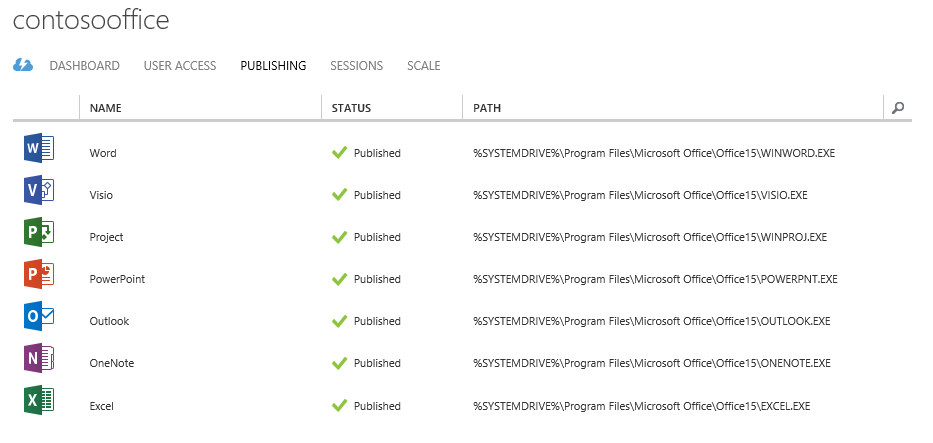 contosooffice
DASHBOARD USER ACCESS PUBLISHING SESSIONS SCALE
NAME STATUS PATH
W Word Published %SYSTEMDRIVE%\Program Files\Microsoft Office\Office15\WINWORD.EXE
V Visio Published %SYSTEMDRIVE%\Program Files\Microsoft Office\Office15\VISIO.EXE
P Project Published %SYSTEMDRIVE%\Program Files\Microsoft Office\Office15\WINPROJ.EXE
P PowerPoint Published %SYSTEMDRIVE%\Program Files\Microsoft Office\Office15\POWERPNT.EXE
O Outlook Published %SYSTEMDRIVE%\Program Files\Microsoft Office\Office15\OUTLOOK.EXE
N OneNote Published %SYSTEMDRIVE%\Program Files\Microsoft Office\Office15\ONENOTE.EXE
X Excel Published %SYSTEMDRIVE%\Program Files\Microsoft Office\Office15\EXCEL.EXE